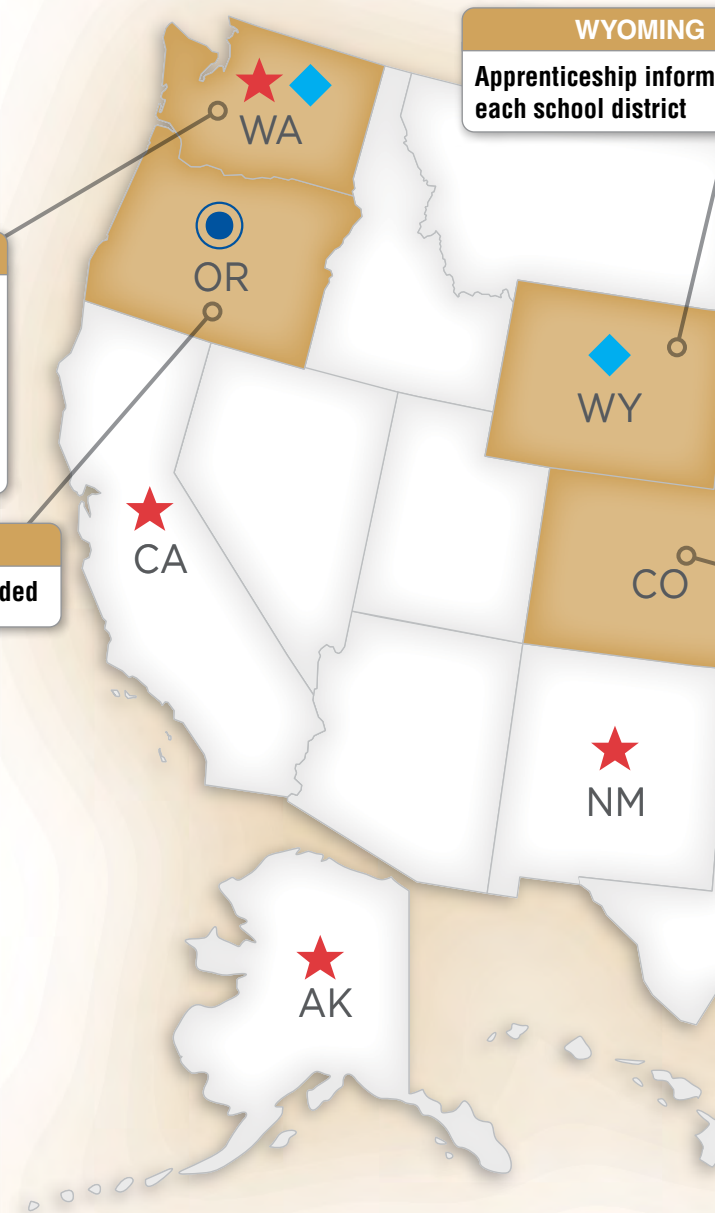 WYOMING
Apprenticeship inform
each school district
WA
OR
WY
CA
CO
ded
NM
AK